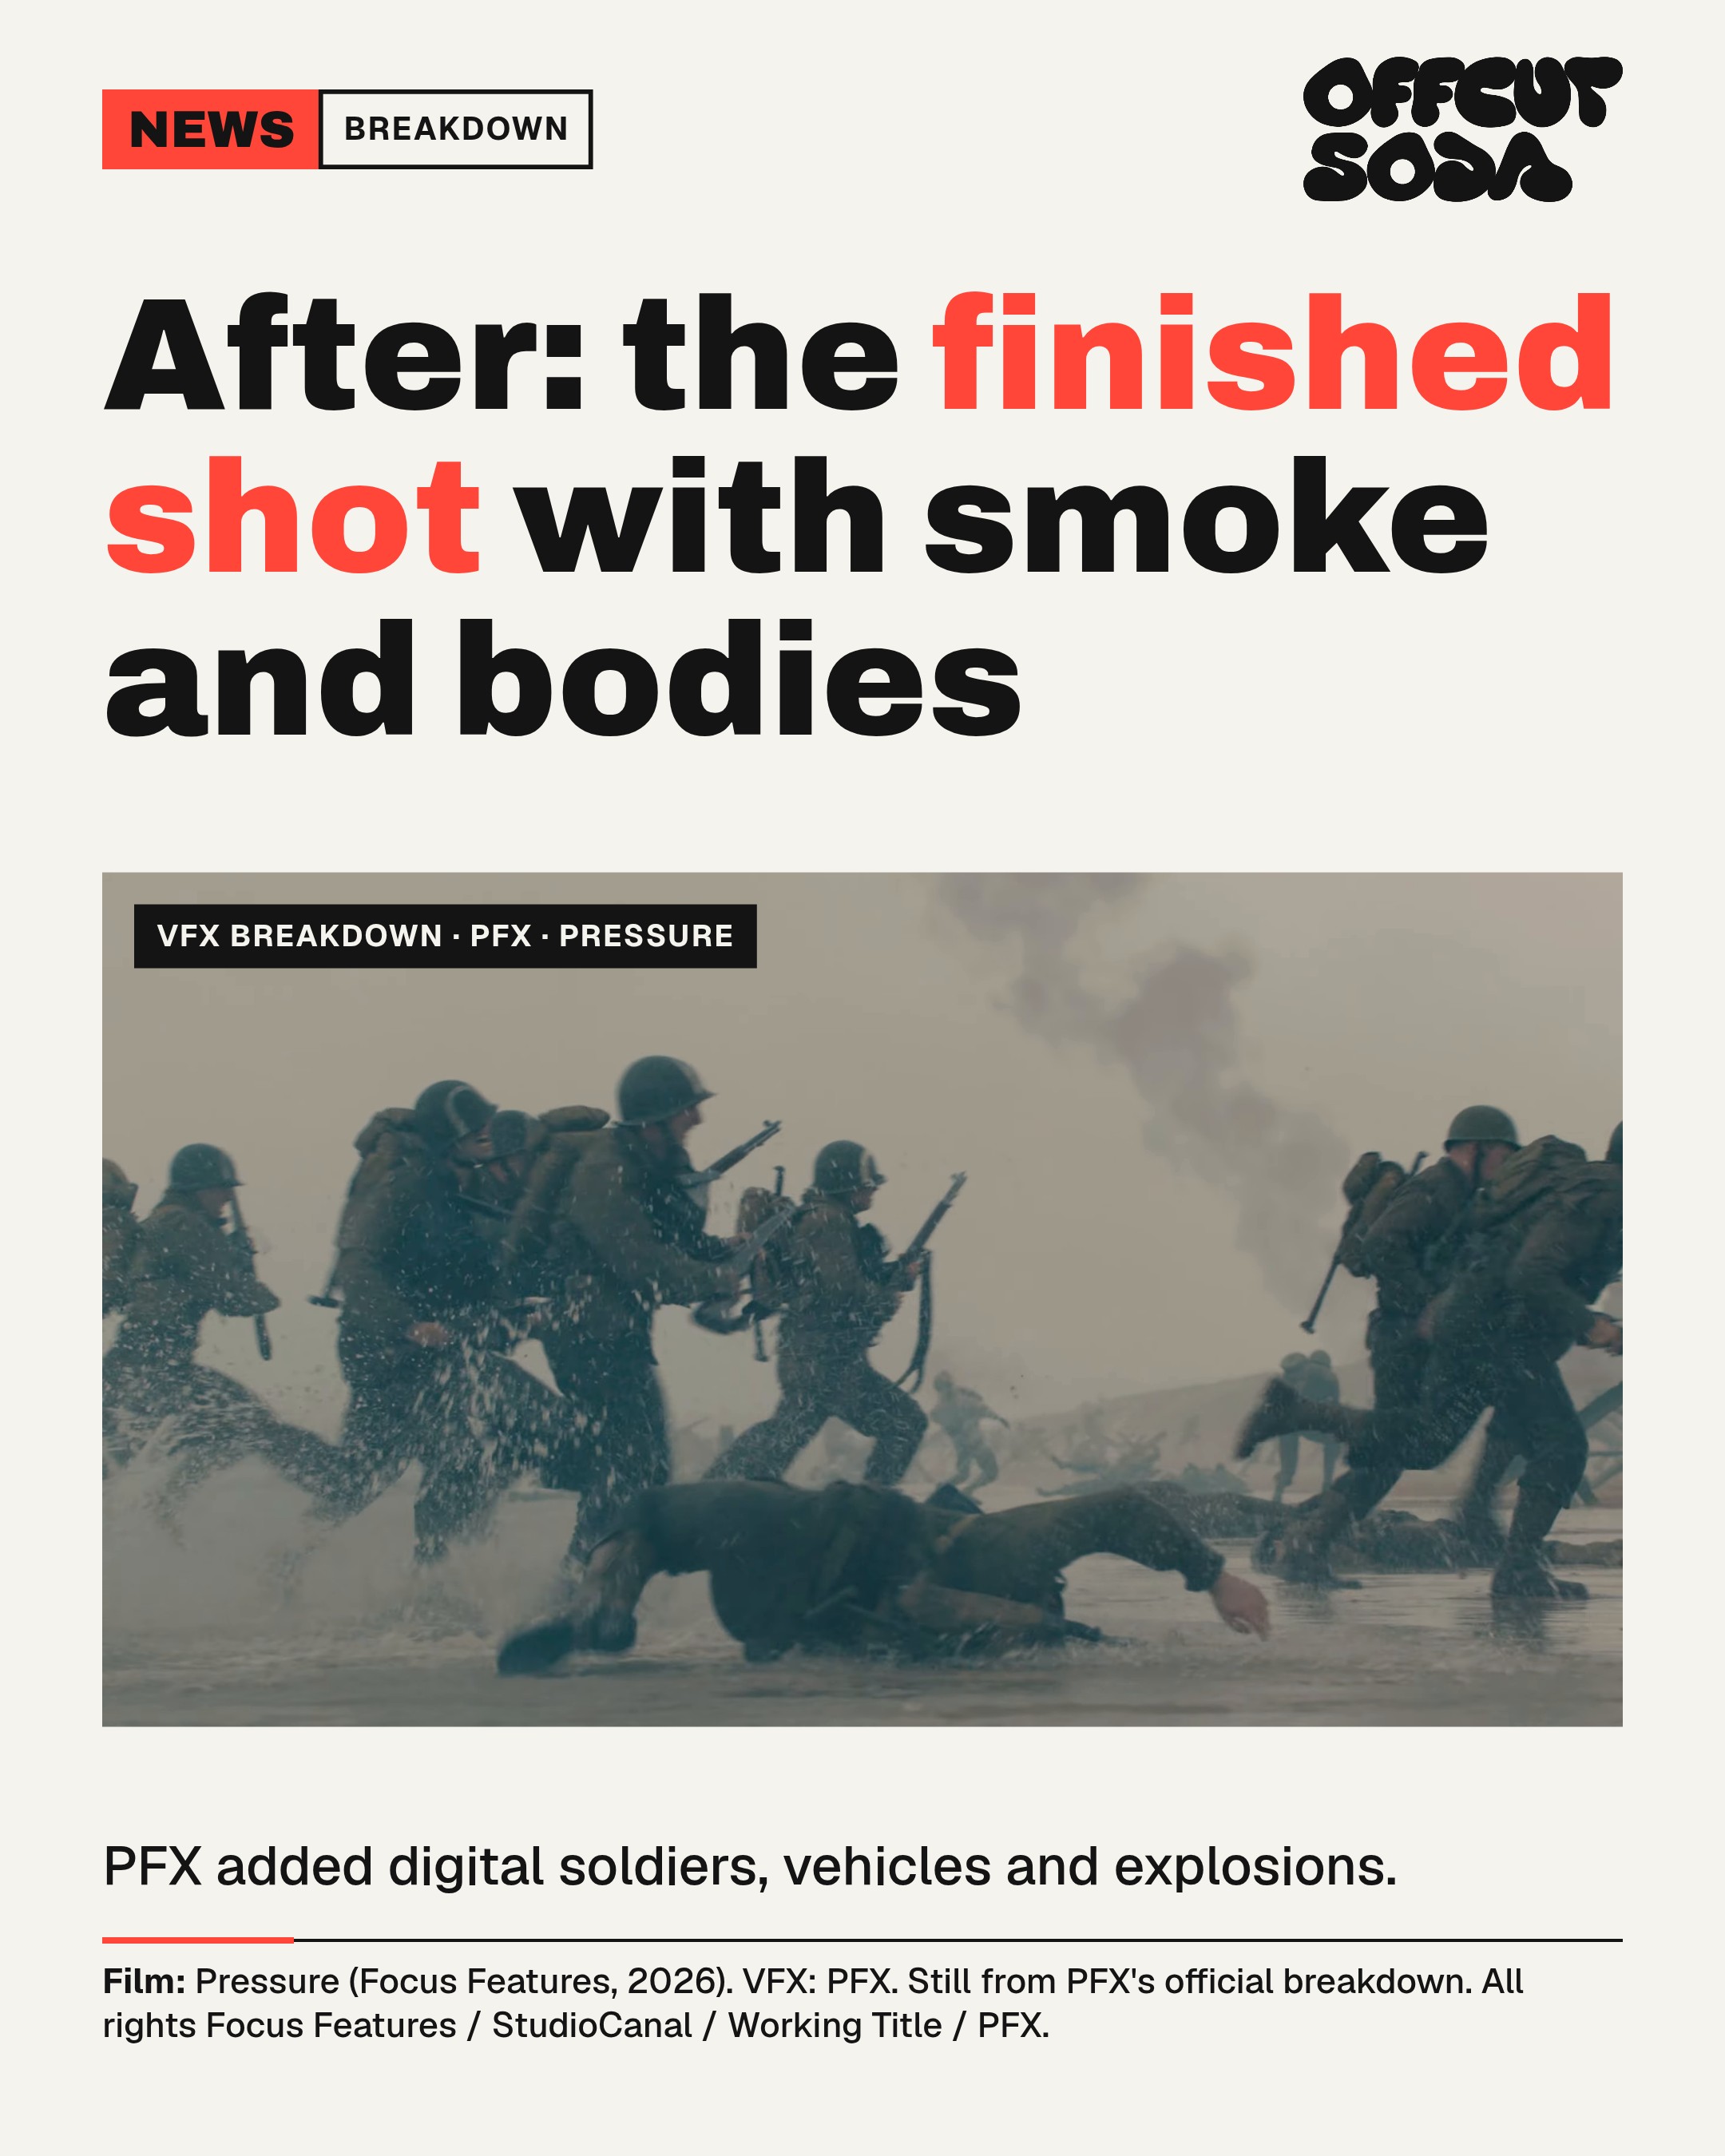 NEWS BREAKDOWN
OFFCUT
SODA
After: the finished
shot with smoke
and bodies
VFX BREAKDOWN · PFX · PRESSURE
PFX added digital soldiers, vehicles and explosions.
Film: Pressure (Focus Features, 2026). VFX: PFX. Still from PFX's official breakdown. All
rights Focus Features / StudioCanal / Working Title / PFX.